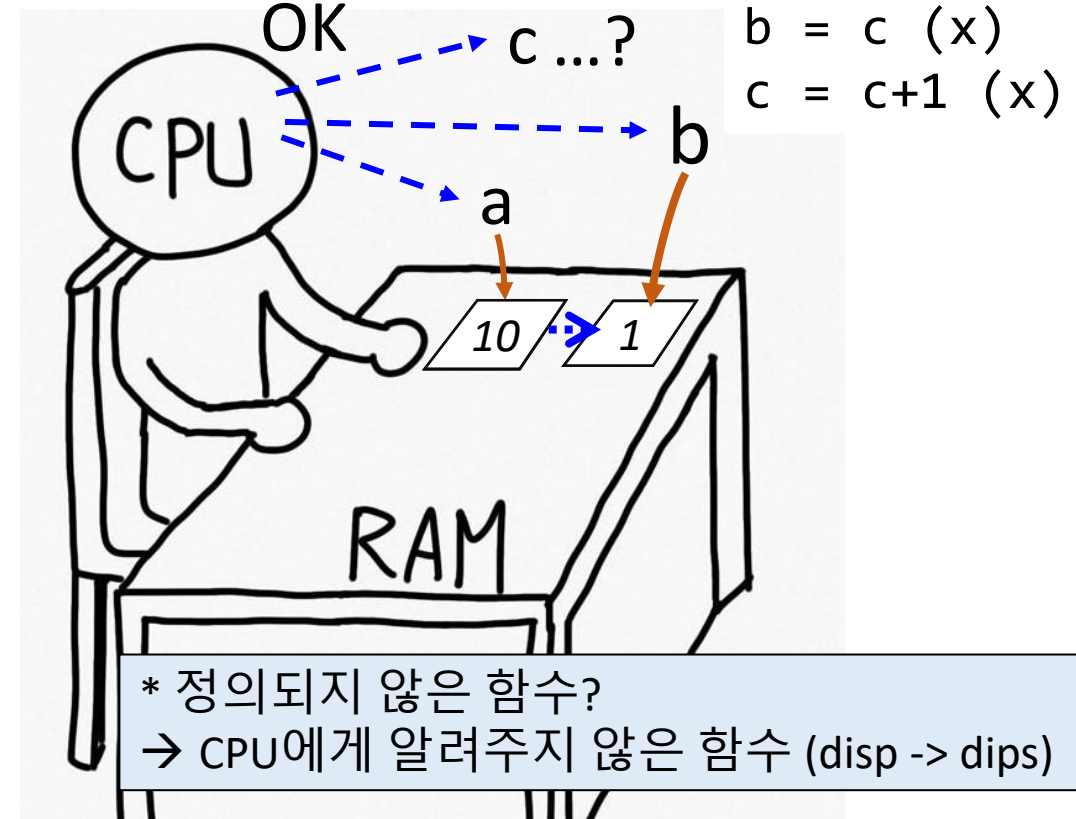 OK
c ...?
b = c (x)
c = c+1 (x)
CPU
b
a
10
1
RAM
* 정의되지 않은 함수?
→ CPU에게 알려주지 않은 함수 (disp -> dips)